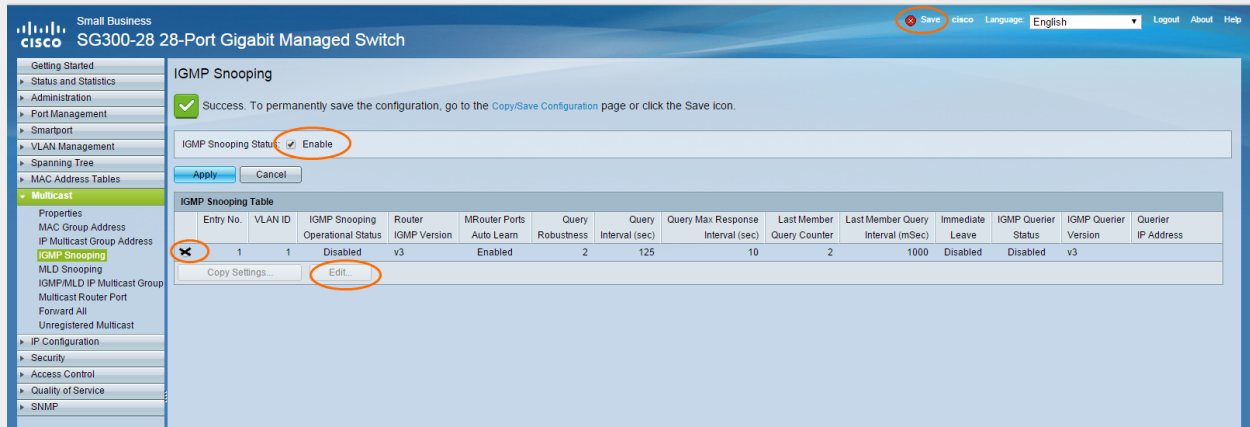 Small Business
cisco SG300-28 28-Port Gigabit Managed Switch
Save cisco Language: English Logout About Help
Getting Started
Status and Statistics
Administration
Port Management
Smartport
VLAN Management
Spanning Tree
MAC Address Tables
Multicast
Properties
MAC Group Address
IP Multicast Group Address
IGMP Snooping
MLD Snooping
IGMP/MLD IP Multicast Group
Multicast Router Port
Forward All
Unregistered Multicast
IP Configuration
Security
Access Control
Quality of Service
SNMP
IGMP Snooping
Success. To permanently save the configuration, go to the Copy/Save Configuration page or click the Save icon.
IGMP Snooping Status: Enable
Apply Cancel
IGMP Snooping Table
Entry No. VLAN ID IGMP Snooping Router MRouter Ports Query Query Query Max Response Last Member Last Member Query Immediate IGMP Querier IGMP Querier Querier
Operational Status IGMP Version Auto Learn Robustness Interval (sec) Interval (sec) Query Counter Interval (mSec) Leave Status Version IP Address
1 1 Disabled v3 Enabled 2 125 10 2 1000 Disabled Disabled v3
Copy Settings... Edit...